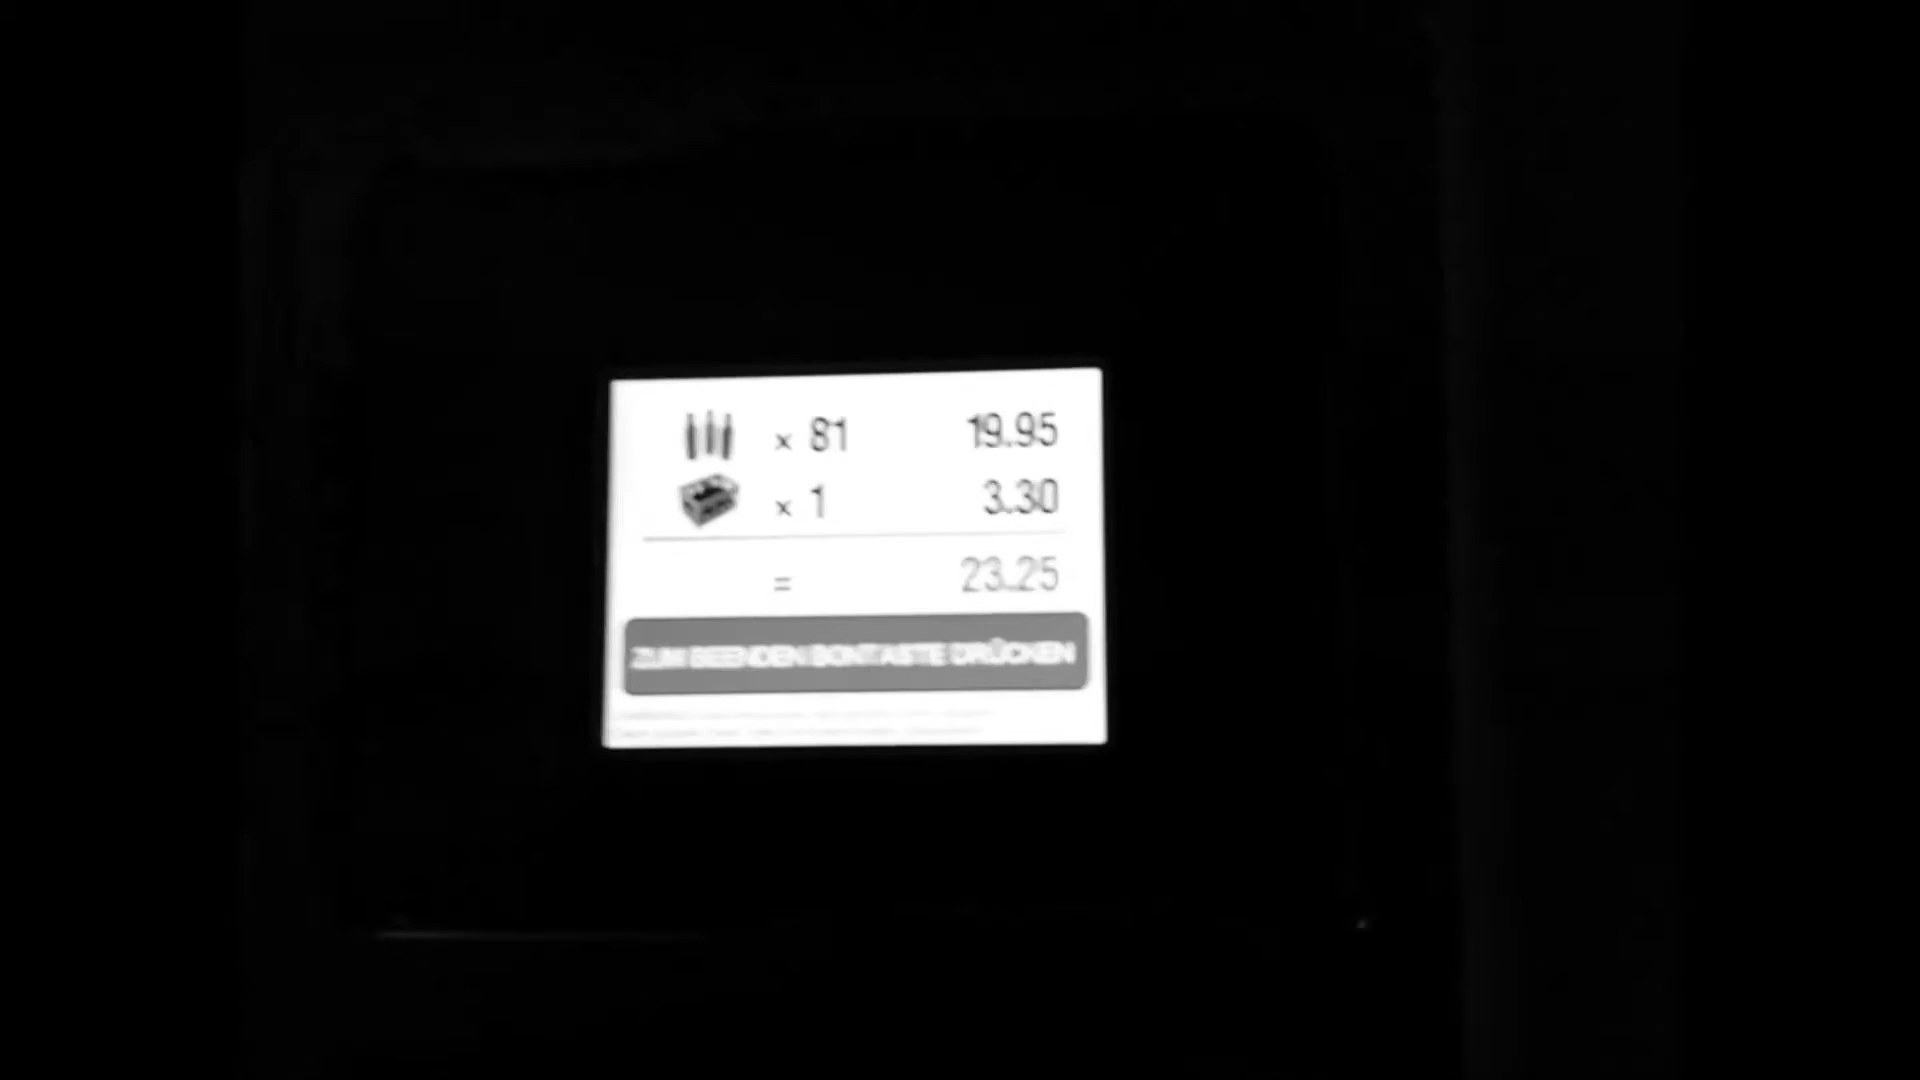 x 81 19.95
x 1 3.30
= 23.25
ZUM BEENDEN BONTASTE DRÜCKEN